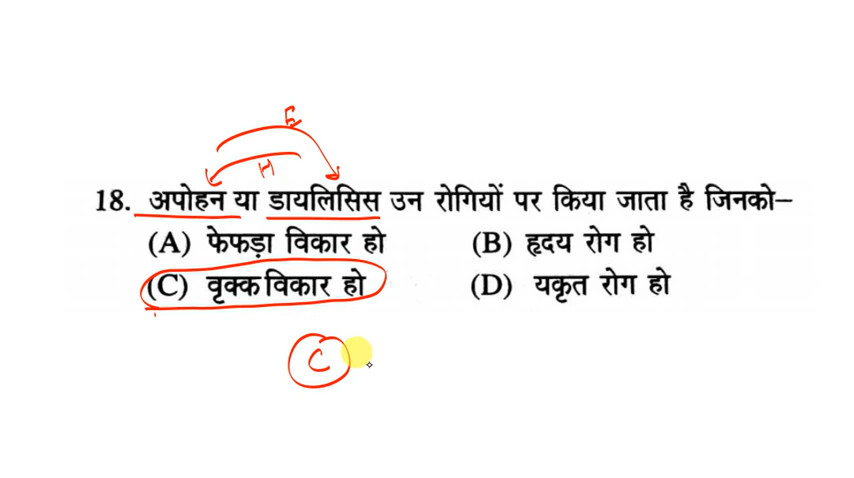 E
H
18. अपोहन या डायलिसिस उन रोगियों पर किया जाता है जिनको–
(A) फेफड़ा विकार हो (B) हृदय रोग हो
(C) वृक्क विकार हो (D) यकृत रोग हो
C